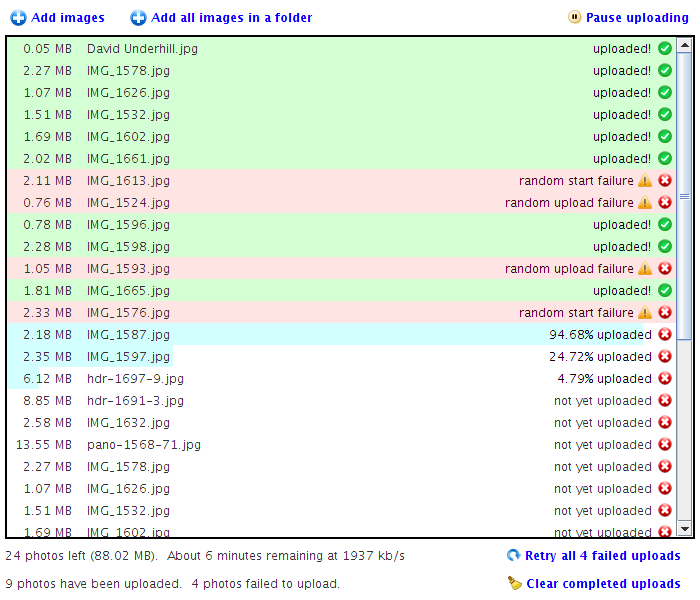 Add images Add all images in a folder Pause uploading
0.05 MB David Underhill.jpg uploaded!
2.27 MB IMG_1578.jpg uploaded!
1.07 MB IMG_1626.jpg uploaded!
1.51 MB IMG_1532.jpg uploaded!
1.69 MB IMG_1602.jpg uploaded!
2.02 MB IMG_1661.jpg uploaded!
2.11 MB IMG_1613.jpg random start failure
0.76 MB IMG_1524.jpg random upload failure
0.78 MB IMG_1596.jpg uploaded!
2.28 MB IMG_1598.jpg uploaded!
1.05 MB IMG_1593.jpg random upload failure
1.81 MB IMG_1665.jpg uploaded!
2.33 MB IMG_1576.jpg random start failure
2.18 MB IMG_1587.jpg 94.68% uploaded
2.35 MB IMG_1597.jpg 24.72% uploaded
6.12 MB hdr-1697-9.jpg 4.79% uploaded
8.85 MB hdr-1691-3.jpg not yet uploaded
2.58 MB IMG_1632.jpg not yet uploaded
13.55 MB pano-1568-71.jpg not yet uploaded
2.27 MB IMG_1578.jpg not yet uploaded
1.07 MB IMG_1626.jpg not yet uploaded
1.51 MB IMG_1532.jpg not yet uploaded
1.69 MB IMG_1602.jpg not yet uploaded
24 photos left (88.02 MB). About 6 minutes remaining at 1937 kb/s Retry all 4 failed uploads
9 photos have been uploaded. 4 photos failed to upload. Clear completed uploads